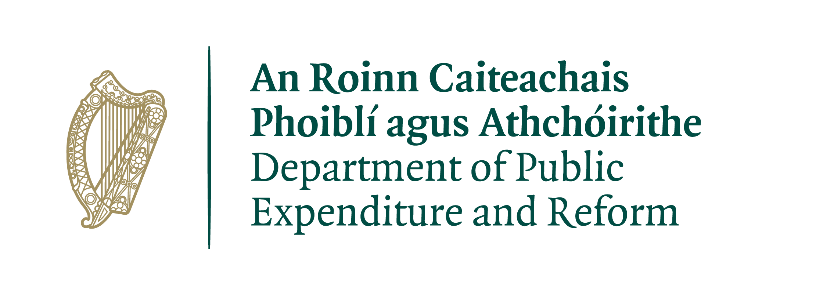 An Roinn Caiteachais
Phoiblí agus Athchóirithe
Department of Public
Expenditure and Reform